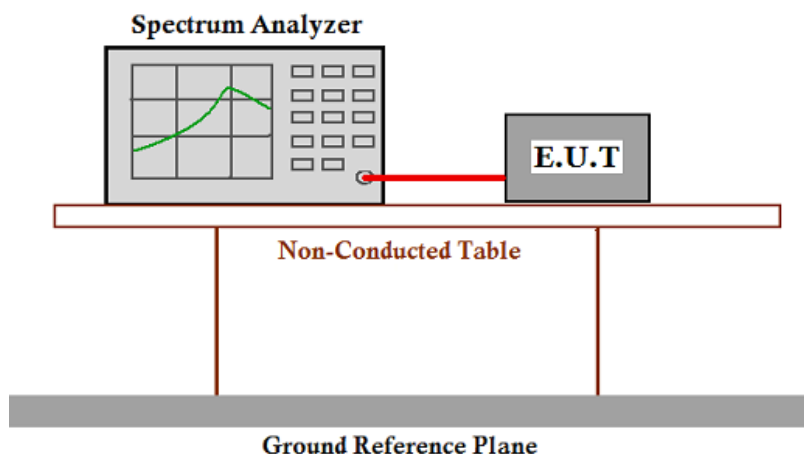 Spectrum Analyzer
E.U.T
Non-Conducted Table
Ground Reference Plane